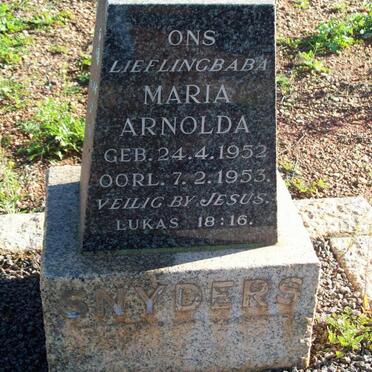 ONS
LIEFLINGBABA
MARIA
ARNOLDA
GEB. 24.4.1952
OORL. 7.2.1953
VEILIG BY JESUS.
LUKAS 18:16.
SNYDERS